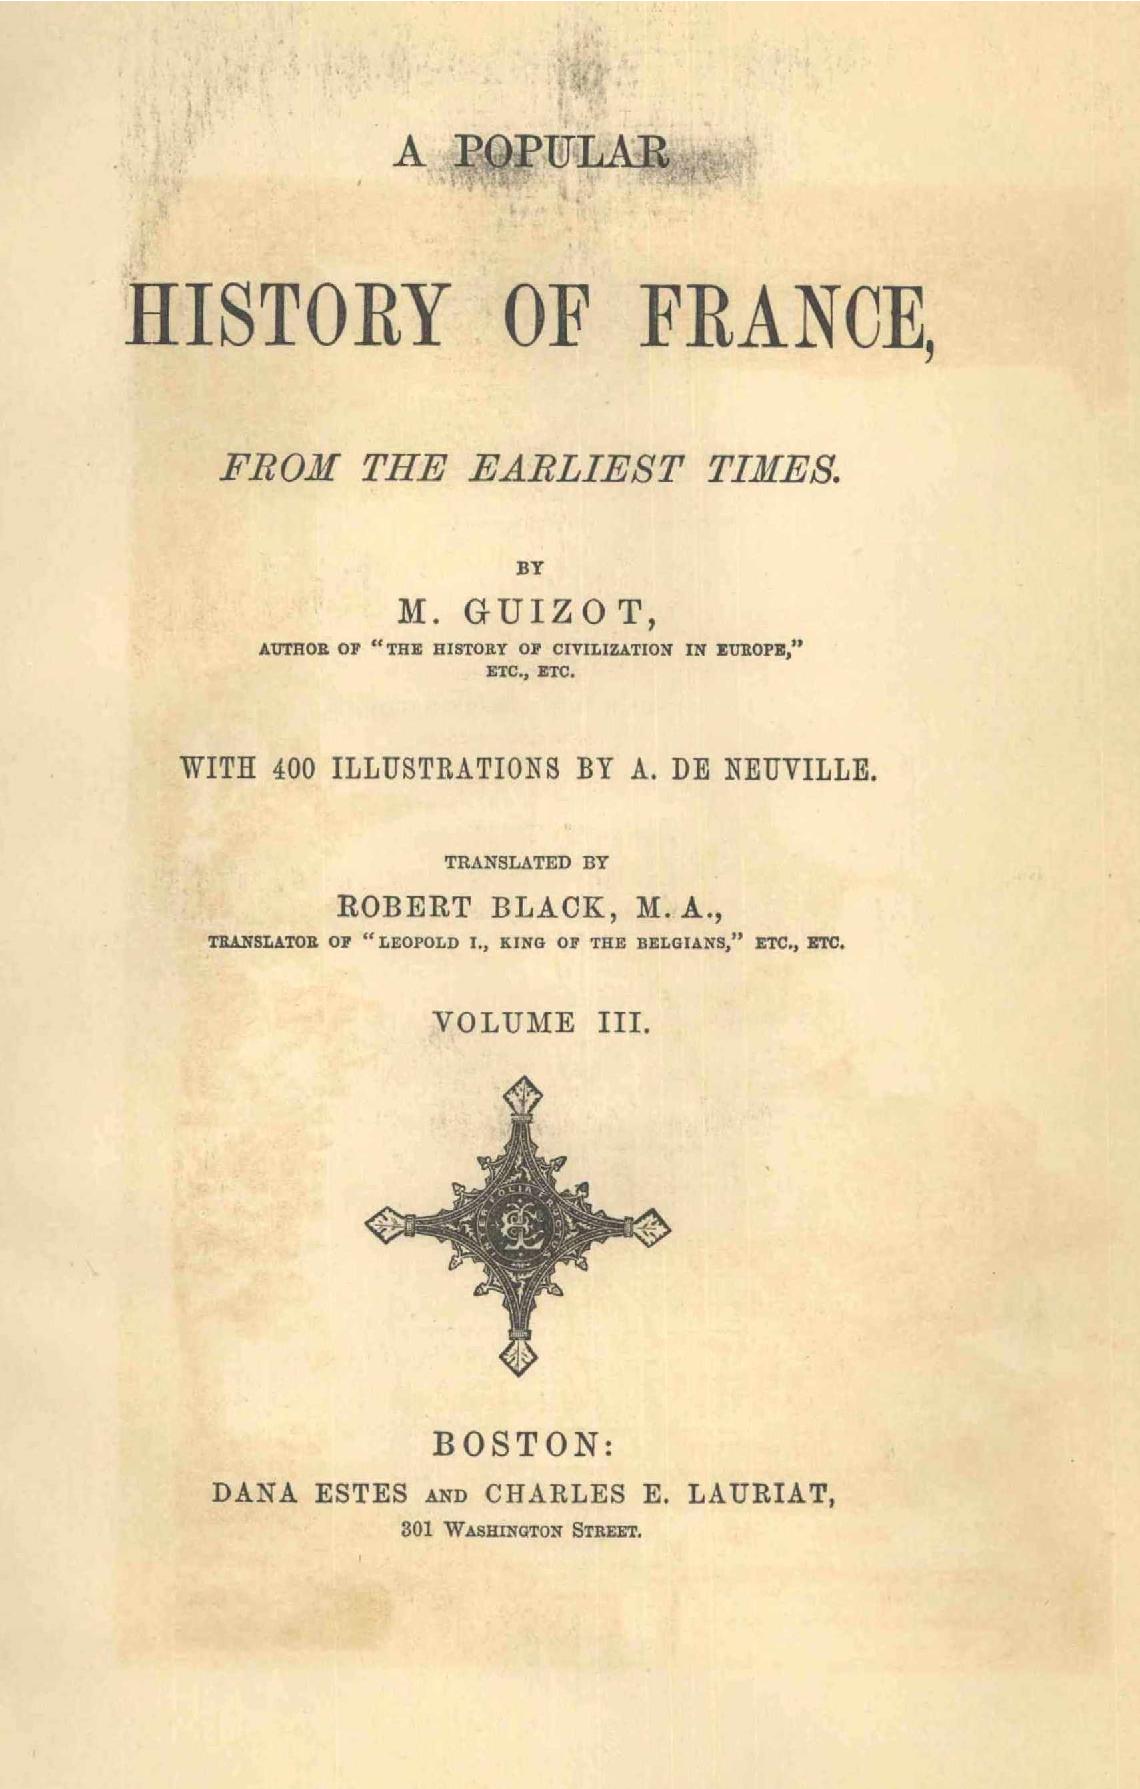 A POPULAR
HISTORY OF FRANCE,
FROM THE EARLIEST TIMES.
BY
M. GUIZOT,
AUTHOR OF “THE HISTORY OF CIVILIZATION IN EUROPE,”
ETC., ETC.
WITH 400 ILLUSTRATIONS BY A. DE NEUVILLE.
TRANSLATED BY
ROBERT BLACK, M.A.,
TRANSLATOR OF “LEOPOLD I., KING OF THE BELGIANS,” ETC., ETC.
VOLUME III.
BOSTON:
DANA ESTES AND CHARLES E. LAURIAT,
301 WASHINGTON STREET.